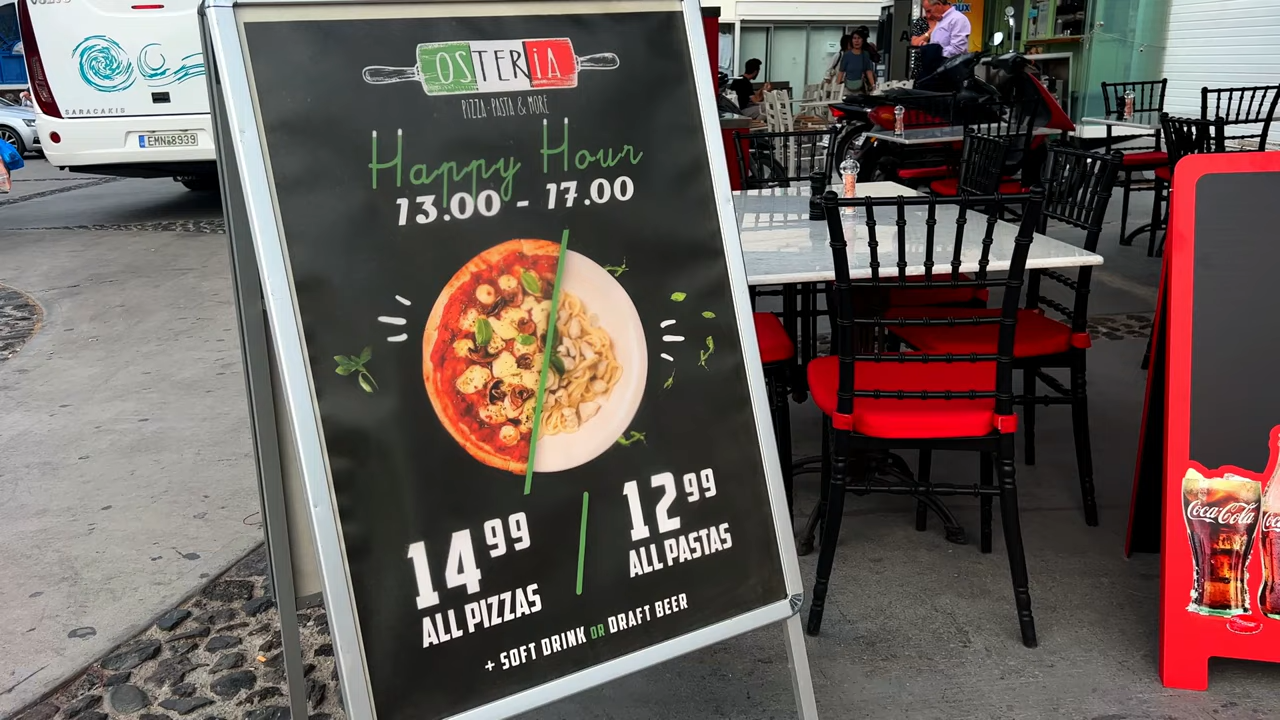 SARACAKIS
EMN 8939
OSTERIA
PIZZA-PASTA & MORE
Happy Hour
13.00 - 17.00
14 99
ALL PIZZAS
12 99
ALL PASTAS
+ SOFT DRINK OR DRAFT BEER
Coca-Cola